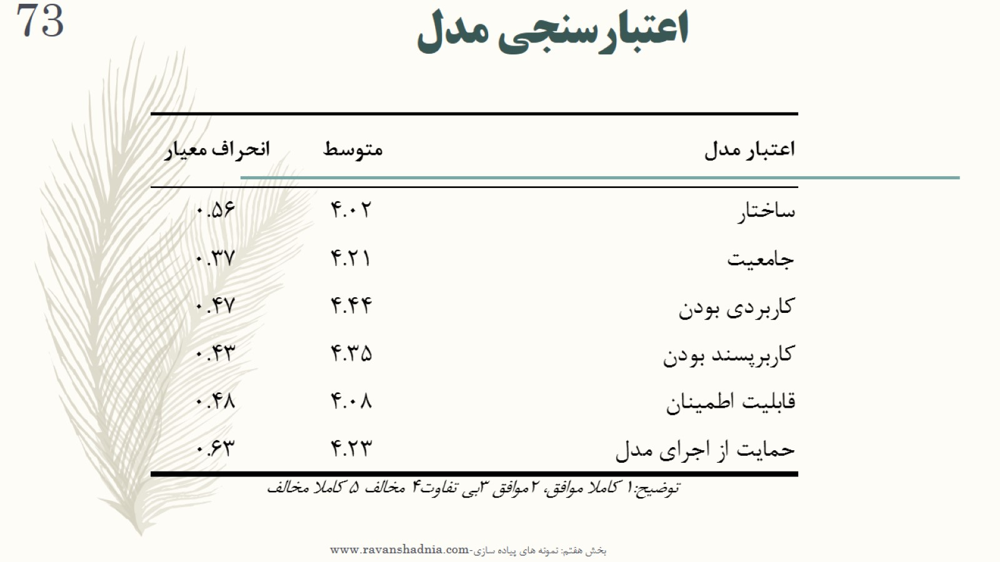 73
اعتبارسنجی مدل
اعتبار مدل متوسط انحراف معیار
ساختار ۴.۰۲ ۰.۵۶
جامعیت ۴.۲۱ ۰.۳۷
کاربردی بودن ۴.۴۴ ۰.۴۷
کاربرپسند بودن ۴.۳۵ ۰.۴۳
قابلیت اطمینان ۴.۰۸ ۰.۴۸
حمایت از اجرای مدل ۴.۲۳ ۰.۶۳
توضیح:۱ کاملا موافق، ۲موافق ۳بی تفاوت۴ مخالف ۵ کاملا مخالف
بخش هفتم: نمونه های پیاده سازی-www.ravanshadnia.com